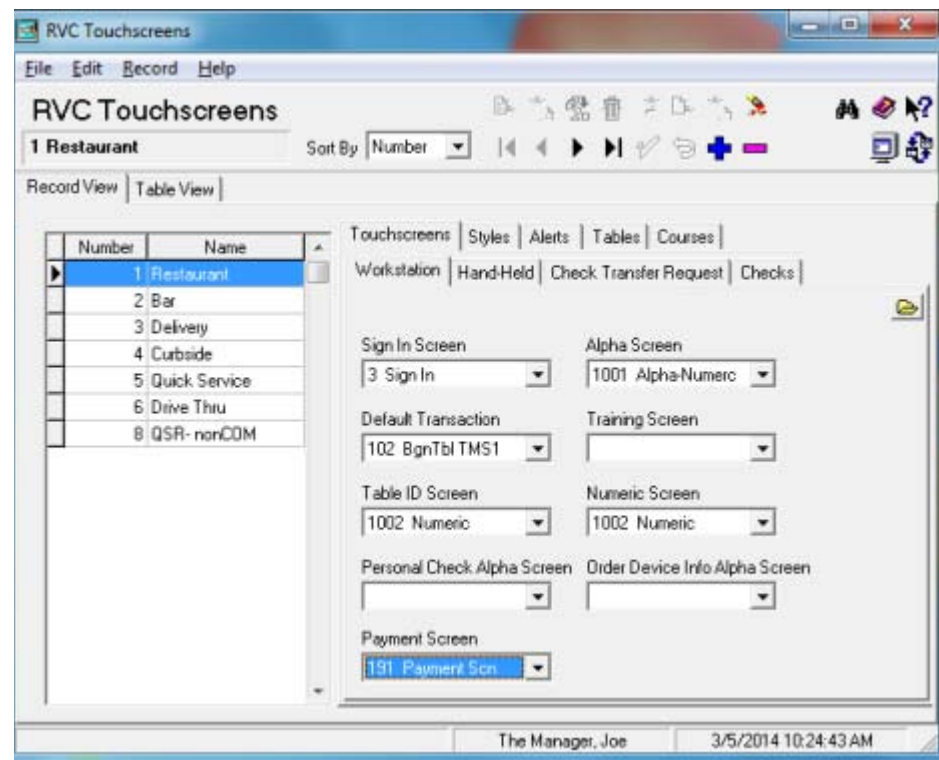 RVC Touchscreens
File Edit Record Help
RVC Touchscreens
1 Restaurant Sort By Number
Record View Table View
Number Name
1 Restaurant
2 Bar
3 Delivery
4 Curbside
5 Quick Service
6 Drive Thru
8 QSR- nonCOM
Touchscreens Styles Alerts Tables Courses
Workstation Hand-Held Check Transfer Request Checks
Sign In Screen Alpha Screen
3 Sign In 1001 Alpha-Numerc
Default Transaction Training Screen
102 BgnTbl TMS1
Table ID Screen Numeric Screen
1002 Numeric 1002 Numeric
Personal Check Alpha Screen Order Device Info Alpha Screen
Payment Screen
191 Payment Scn
The Manager, Joe 3/5/2014 10:24:43 AM